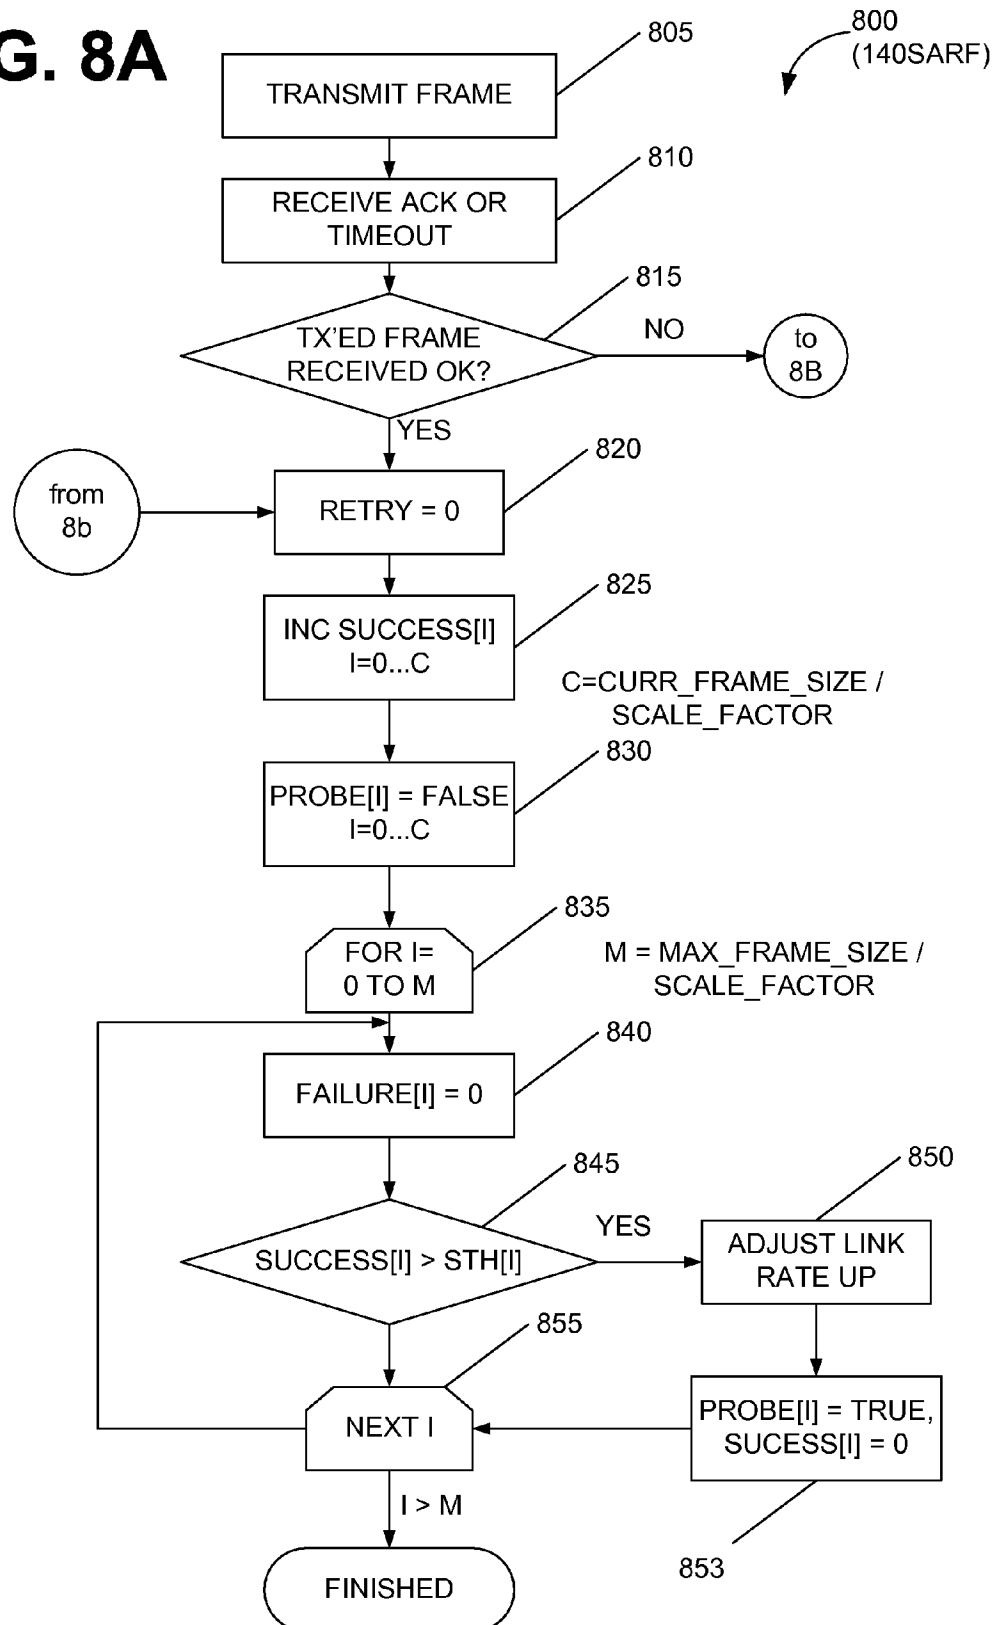 G. 8A
800
(140SARF)
805
TRANSMIT FRAME
810
RECEIVE ACK OR
TIMEOUT
815
TX'ED FRAME
RECEIVED OK?
NO
to
8B
YES
820
from
8b
RETRY = 0
825
INC SUCCESS[I]
I=0...C
C=CURR_FRAME_SIZE /
SCALE_FACTOR
830
PROBE[I] = FALSE
I=0...C
835
FOR I=
0 TO M
M = MAX_FRAME_SIZE /
SCALE_FACTOR
840
FAILURE[I] = 0
845
850
SUCCESS[I] > STH[I]
YES
ADJUST LINK
RATE UP
855
NEXT I
PROBE[I] = TRUE,
SUCESS[I] = 0
853
I > M
FINISHED